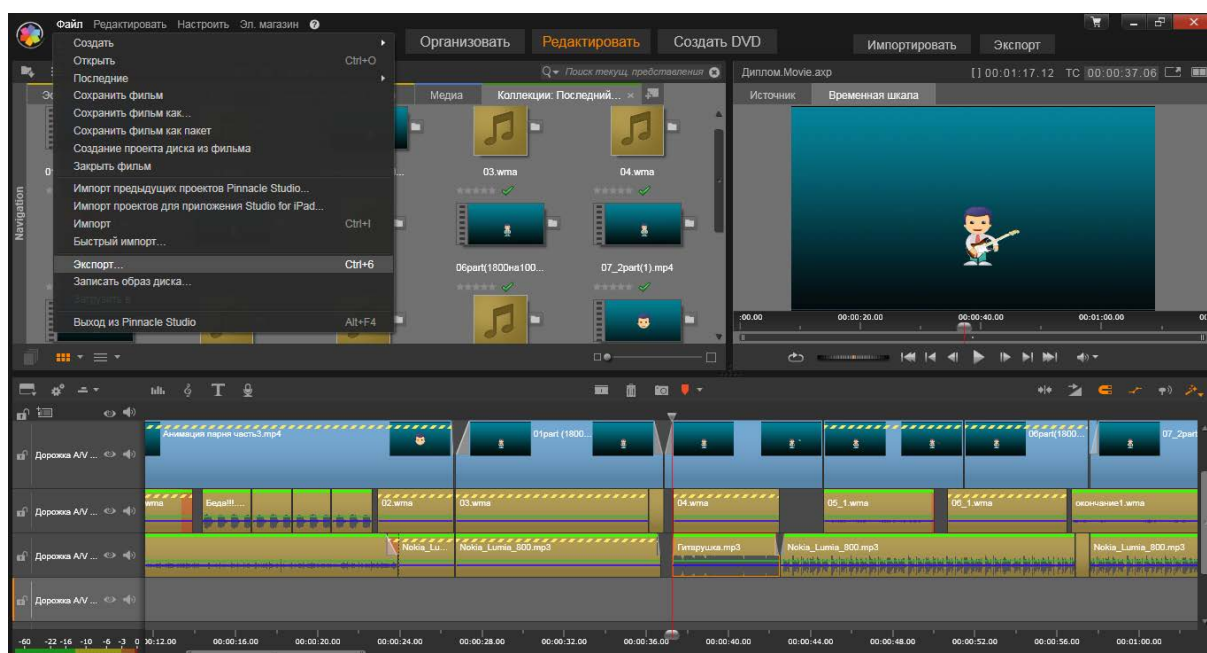 Файл Редактировать Настроить Эл. магазин ?
Организовать Редактировать Создать DVD
Импортировать Экспорт
Создать
Открыть Ctrl+O
Последние
Сохранить фильм
Сохранить фильм как...
Сохранить фильм как пакет
Создание проекта диска из фильма
Закрыть фильм
Импорт предыдущих проектов Pinnacle Studio...
Импорт проектов для приложения Studio for iPad...
Импорт Ctrl+I
Быстрый импорт...
Экспорт... Ctrl+6
Записать образ диска...
Выход из Pinnacle Studio Alt+F4
Navigation
Поиск текущ. представления
Медиа Коллекции: Последний...
03.wma 04.wma
06part(1800на100... 07_2part(1).mp4
Диплом.Movie.axp [] 00:01:17.12 TC 00:00:37.06
Источник Временная шкала
:00.00 00:00:20.00 00:00:40.00 00:01:00.00
Дорожка A/V ... Анимация парня часть3.mp4 01part (1800... 06part(1800... 07_2part
Дорожка A/V ... wma Беда!!!.... 02.wma 03.wma 04.wma 05_1.wma 06_1.wma окончание1.wma
Дорожка A/V ... Nokia_Lu... Nokia_Lumia_800.mp3 Гитарушка.mp3 Nokia_Lumia_800.mp3 Nokia_Lumia_800.mp3
Дорожка A/V ...
-60 -22 -16 -10 -6 -3 0 00:12.00 00:00:16.00 00:00:20.00 00:00:24.00 00:00:28.00 00:00:32.00 00:00:36.00 00:00:40.00 00:00:44.00 00:00:48.00 00:00:52.00 00:00:56.00 00:01:00.00